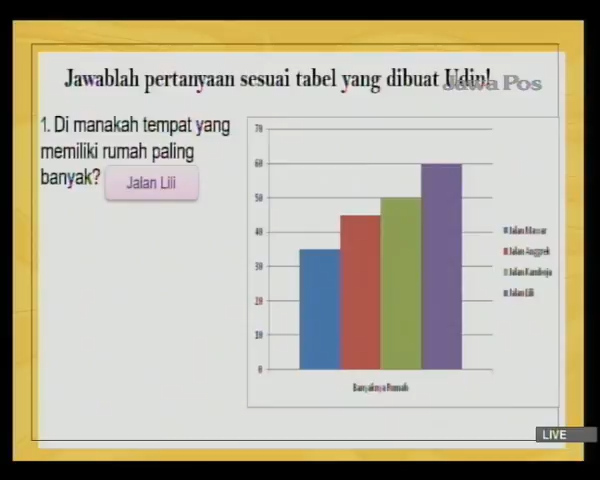 Jawablah pertanyaan sesuai tabel yang dibuat Udin!
Jawa Pos
1. Di manakah tempat yang
memiliki rumah paling
banyak?
Jalan Lili
70
60
50
40
30
20
10
0
Jalan Mawar
Jalan Anggrek
Jalan Kamboja
Jalan Lili
Banyaknya Rumah
LIVE